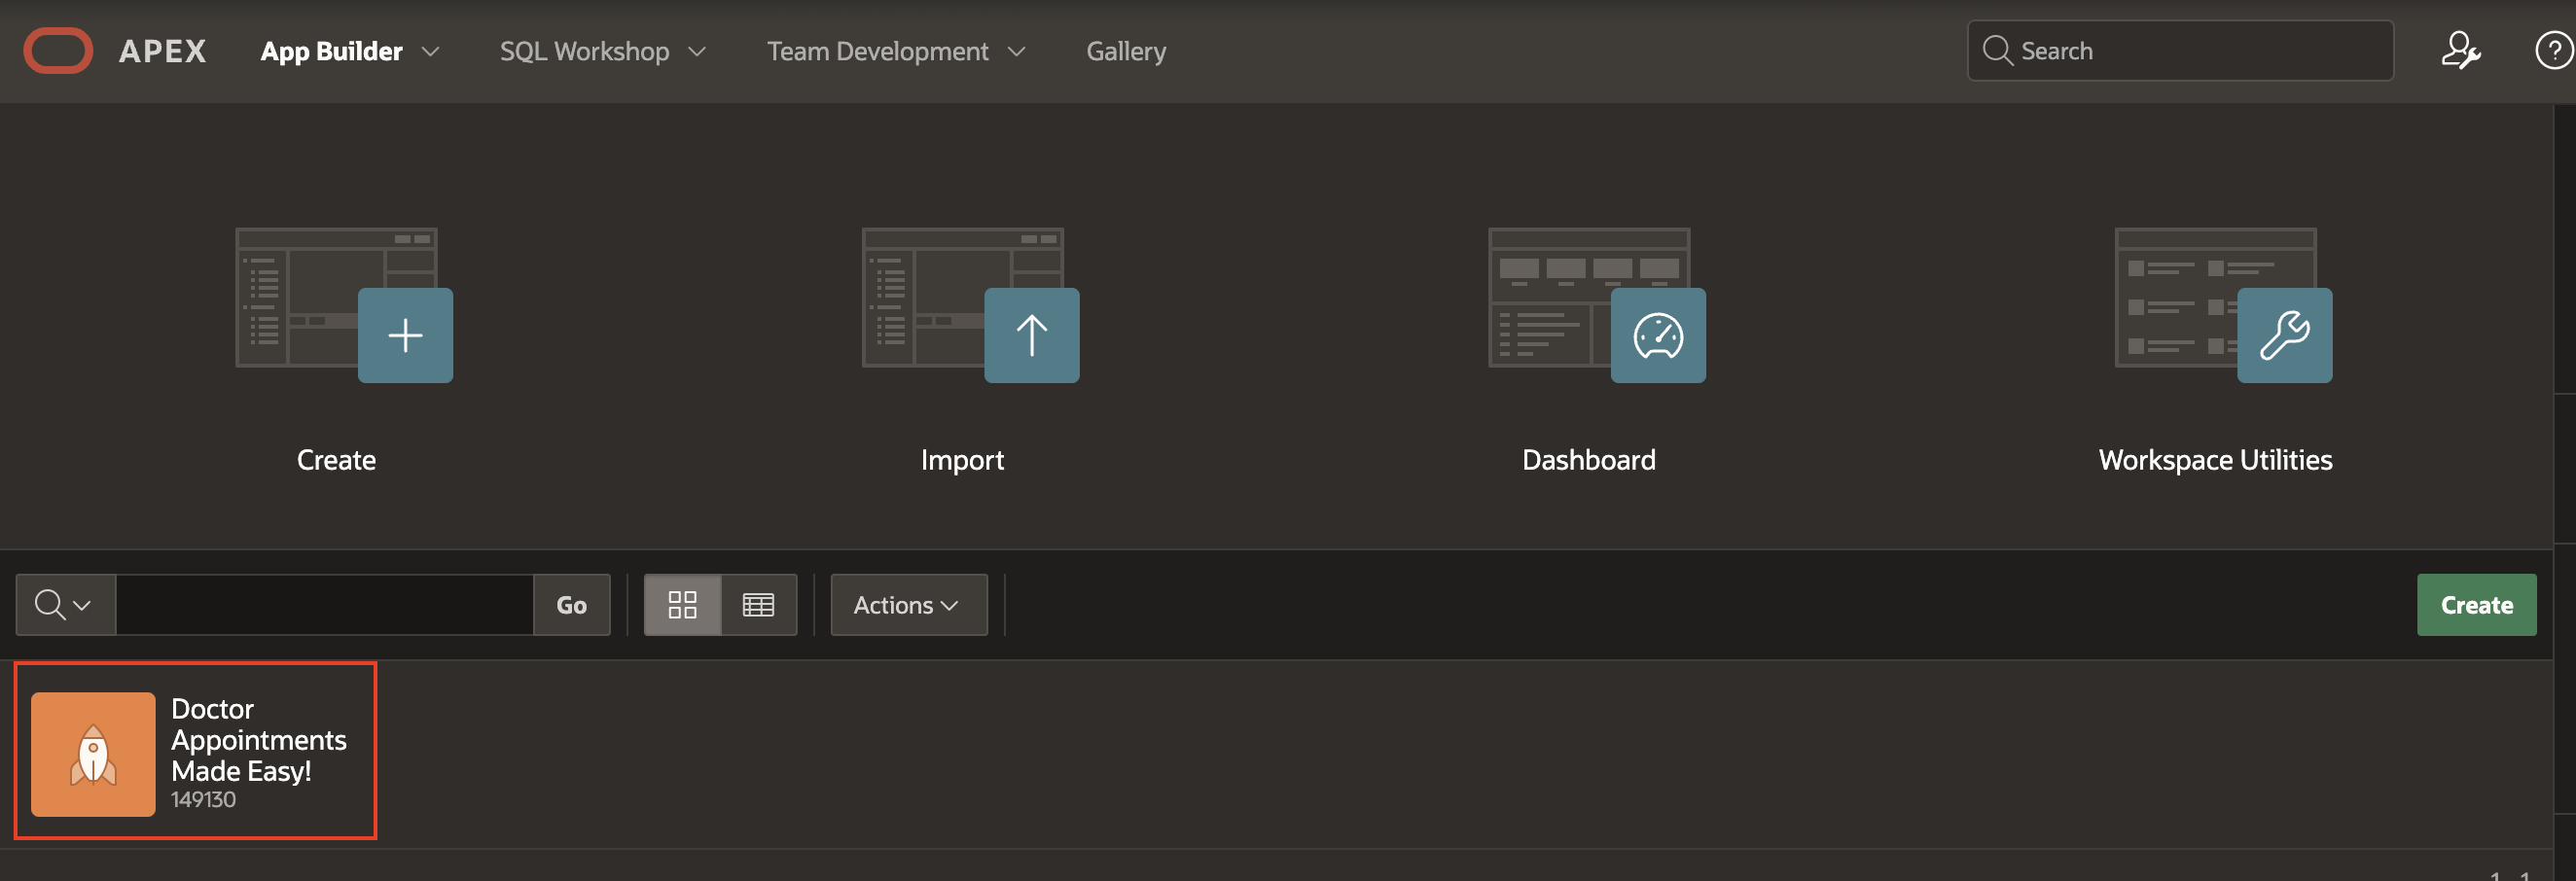 APEX App Builder SQL Workshop Team Development Gallery Search ?
Create Import Dashboard Workspace Utilities
Go Actions Create
Doctor
Appointments
Made Easy!
149130